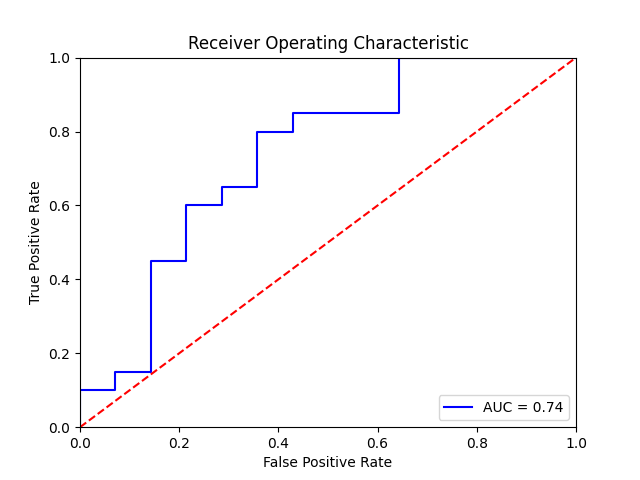 Receiver Operating Characteristic
1.0
0.8
0.6
0.4
0.2
0.0
True Positive Rate
AUC = 0.74
0.0 0.2 0.4 0.6 0.8 1.0
False Positive Rate